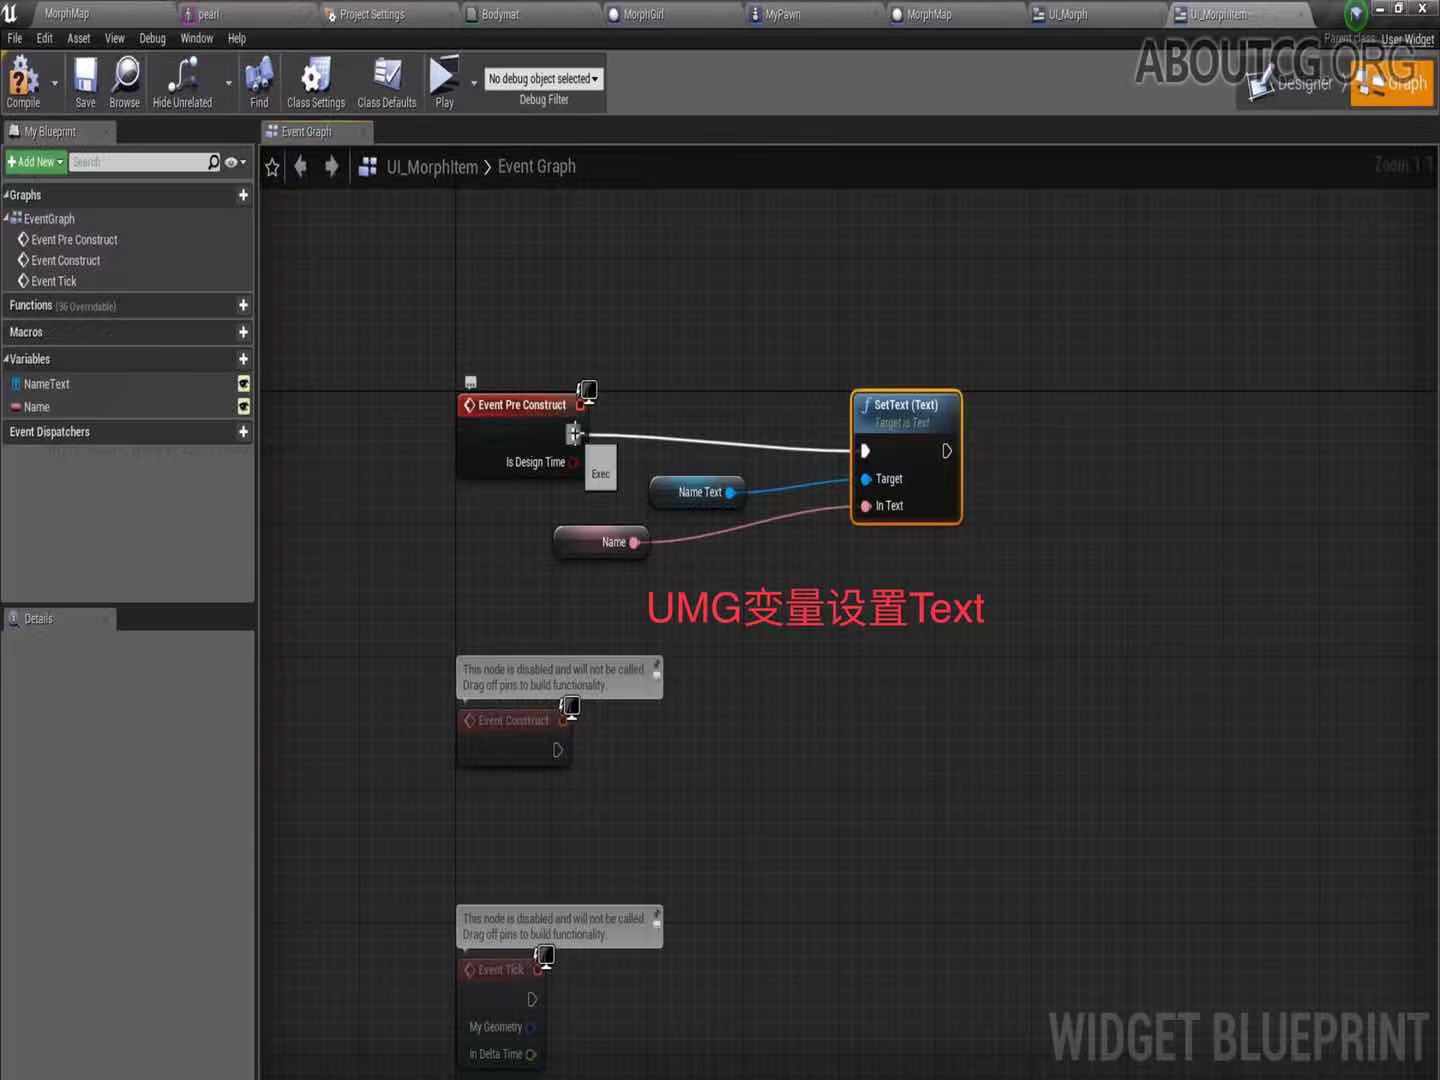 MorphMap
pearl
Project Settings
Bodymat
MorphGirl
MyPawn
MorphMap
UI_Morph
UI_MorphItem
File Edit Asset View Debug Window Help
Parent class: User Widget
ABOUTCG.ORG
Compile
Save
Browse
Hide Unrelated
Find
Class Settings
Class Defaults
Play
No debug object selected
Debug Filter
Designer
Graph
My Blueprint
Event Graph
Add New
Search
UI_MorphItem > Event Graph
Zoom 1:1
Graphs
EventGraph
Event Pre Construct
Event Construct
Event Tick
Functions (36 Overridable)
Macros
Variables
NameText
Name
Event Dispatchers
Details
Event Pre Construct
Is Design Time
Exec
Name Text
Name
SetText (Text)
Target is Text
Target
In Text
UMG变量设置Text
This node is disabled and will not be called.
Drag off pins to build functionality.
Event Construct
This node is disabled and will not be called.
Drag off pins to build functionality.
Event Tick
My Geometry
In Delta Time
WIDGET BLUEPRINT